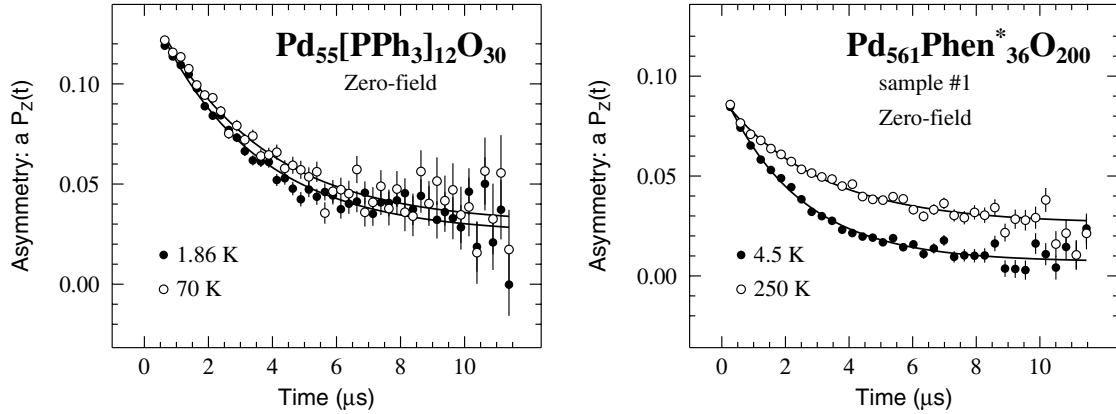 Pd55[PPh3]12O30
Zero-field
Asymmetry: a PZ(t)
0.10
0.05
0.00
1.86 K
70 K
0 2 4 6 8 10
Time (μs)
Pd561Phen*36O200
sample #1
Zero-field
Asymmetry: a PZ(t)
0.10
0.05
0.00
4.5 K
250 K
0 2 4 6 8 10
Time (μs)